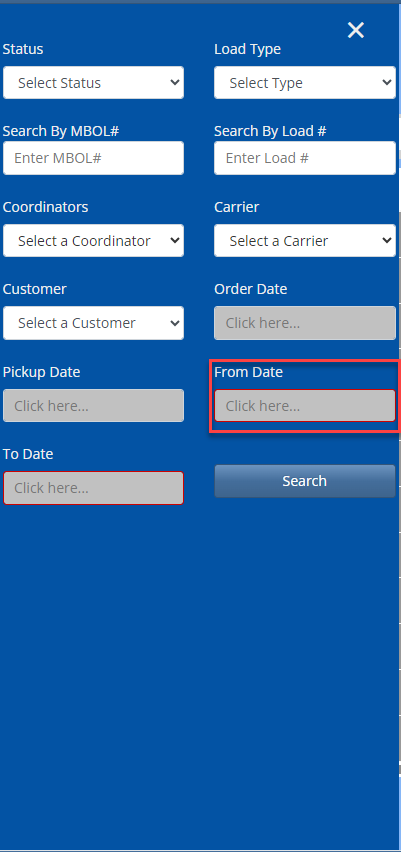 Status
Load Type
Select Status
Select Type
Search By MBOL#
Search By Load #
Enter MBOL#
Enter Load #
Coordinators
Carrier
Select a Coordinator
Select a Carrier
Customer
Order Date
Select a Customer
Click here...
Pickup Date
From Date
Click here...
Click here...
To Date
Click here...
Search